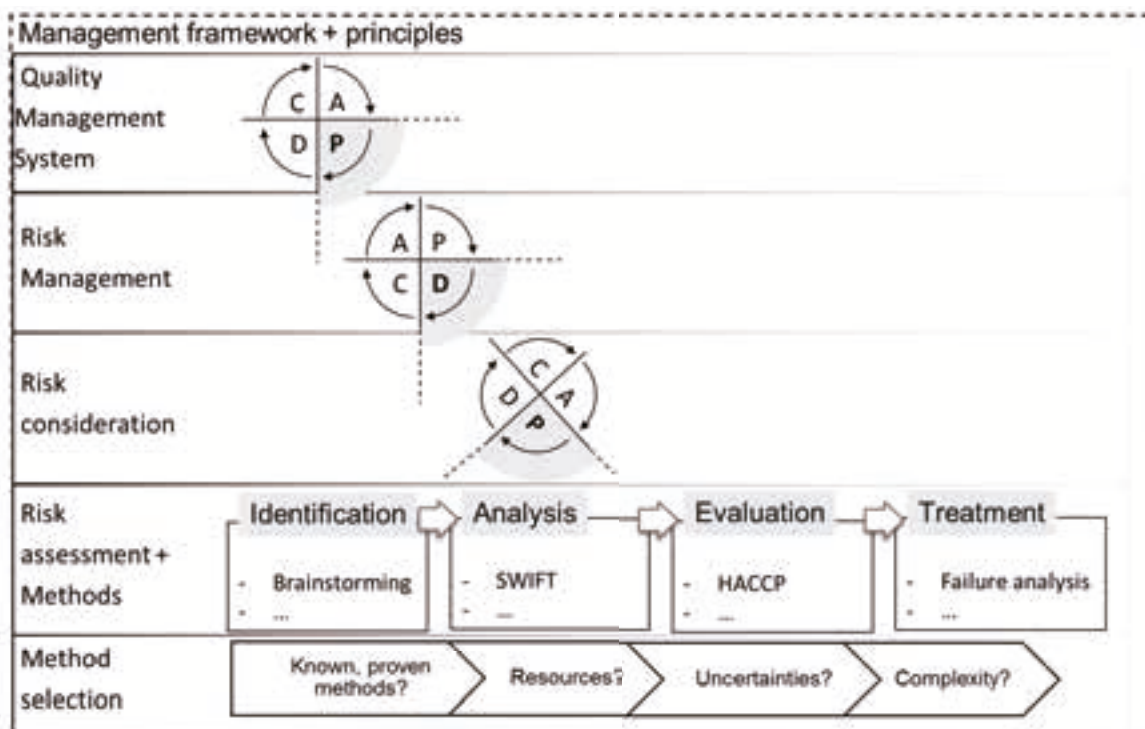 Management framework + principles
Quality
Management
System
C A
D P
Risk
Management
A P
C D
Risk
consideration
C
D A
P
Risk
assessment +
Methods
Identification
Analysis
Evaluation
Treatment
- Brainstorming
- ...
- SWIFT
- ...
- HACCP
- ...
- Failure analysis
- ...
Method
selection
Known, proven
methods?
Resources?
Uncertainties?
Complexity?